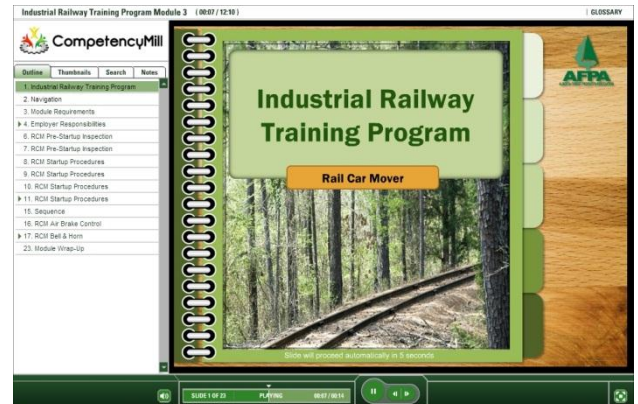 Industrial Railway Training Program Module 3 ( 00:07 / 12:10 )
GLOSSARY
CompetencyMill
Outline Thumbnails Search Notes
1. Industrial Railway Training Program
2. Navigation
3. Module Requirements
4. Employer Responsibilities
6. RCM Pre-Startup Inspection
7. RCM Pre-Startup Inspection
8. RCM Startup Procedures
9. RCM Startup Procedures
10. RCM Startup Procedures
11. RCM Startup Procedures
15. Sequence
16. RCM Air Brake Control
17. RCM Bell & Horn
23. Module Wrap-Up
Industrial Railway
Training Program
Rail Car Mover
Slide will proceed automatically in 5 seconds
AFPA
SLIDE 1 OF 23 PLAYING 00:07 / 00:14